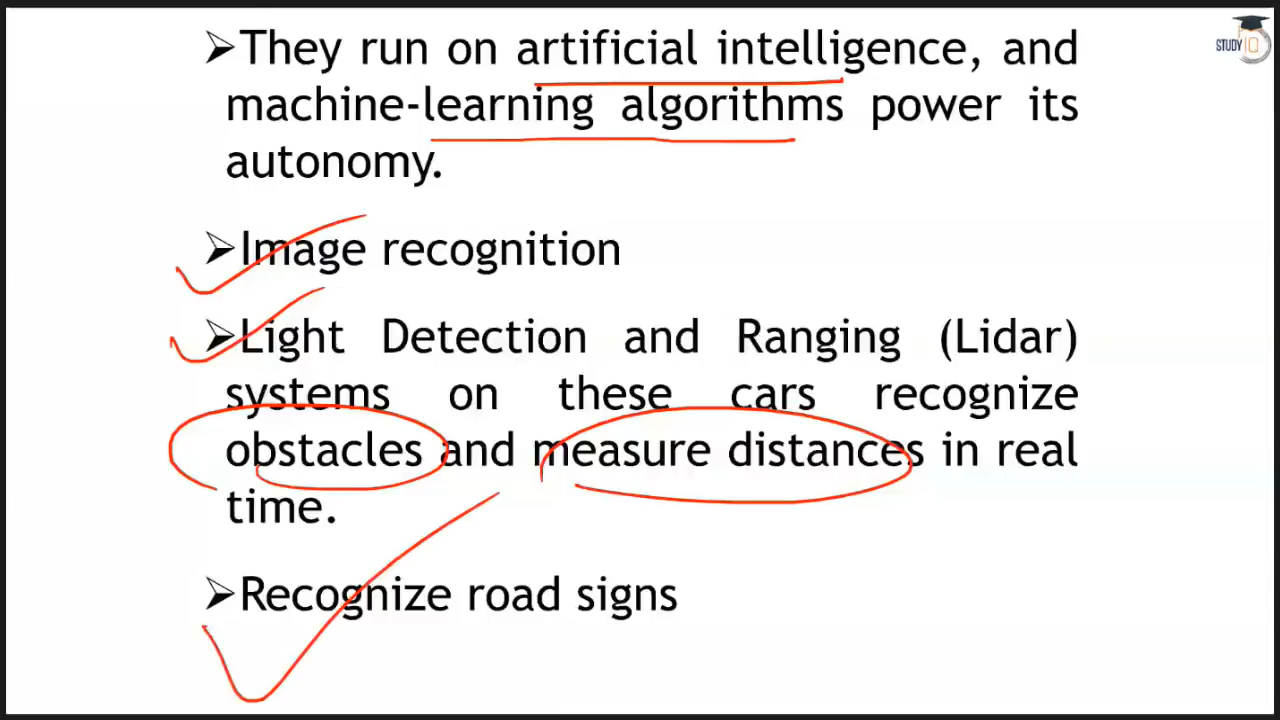 ➢They run on artificial intelligence, and
machine-learning algorithms power its
autonomy.
➢Image recognition
➢Light Detection and Ranging (Lidar)
systems on these cars recognize
obstacles and measure distances in real
time.
➢Recognize road signs
STUDY IQ